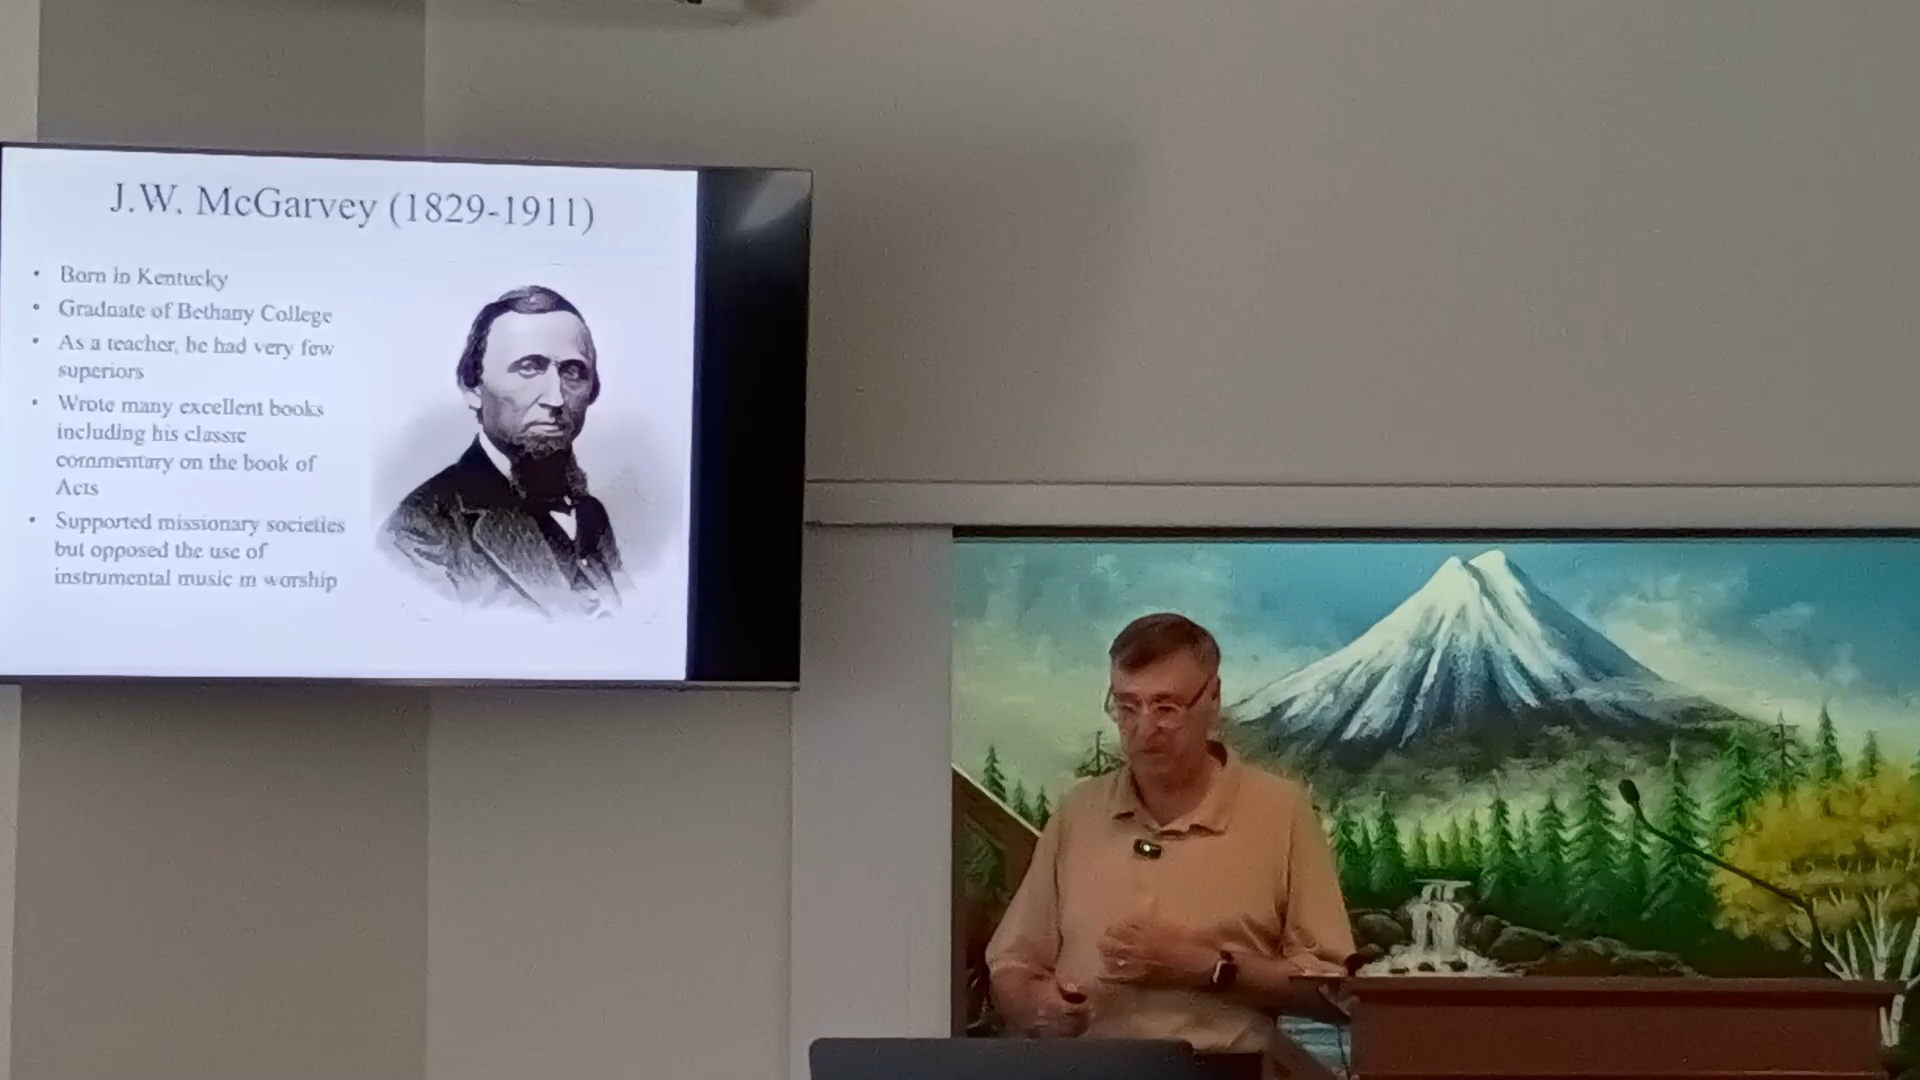 J.W. McGarvey (1829-1911)
• Born in Kentucky
• Graduate of Bethany College
• As a teacher, he had very few
superiors
• Wrote many excellent books
including his classic
commentary on the book of
Acts
• Supported missionary societies
but opposed the use of
instrumental music in worship